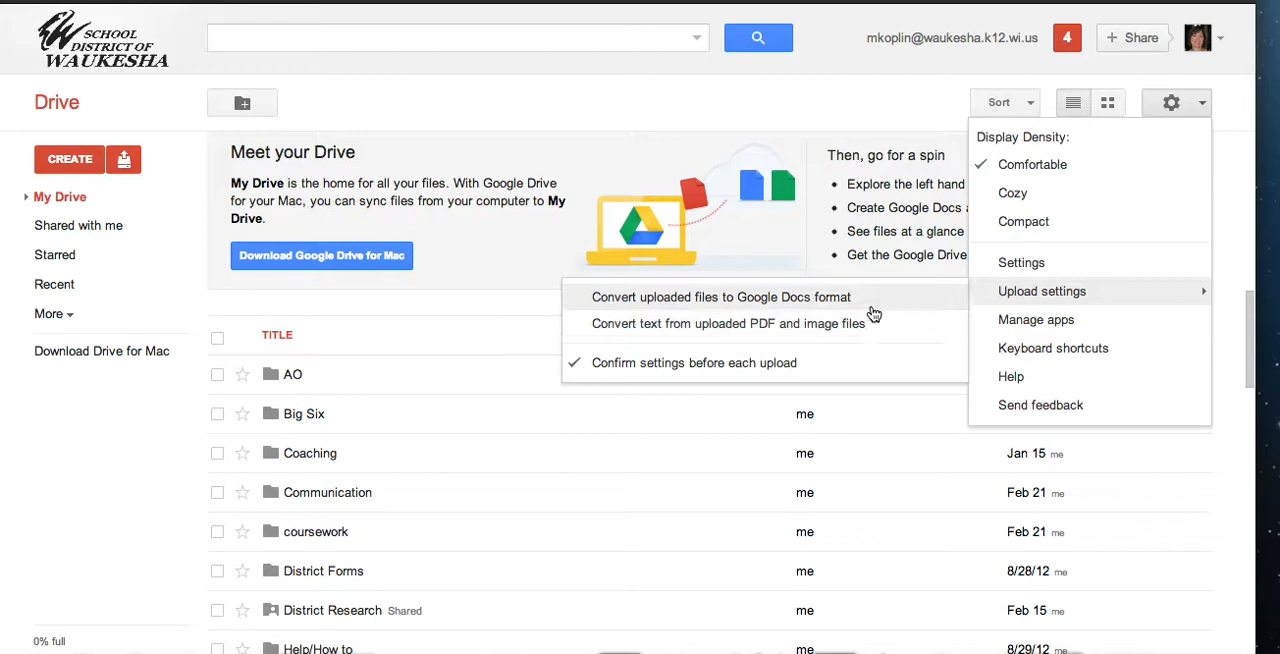 SCHOOL
DISTRICT OF
WAUKESHA
mkoplin@waukesha.k12.wi.us
4
+ Share
Drive
Sort
CREATE
My Drive
Shared with me
Starred
Recent
More
Download Drive for Mac
0% full
Meet your Drive
My Drive is the home for all your files. With Google Drive
for your Mac, you can sync files from your computer to My
Drive.
Download Google Drive for Mac
Then, go for a spin
Explore the left hand
Create Google Docs a
See files at a glance
Get the Google Drive
Display Density:
Comfortable
Cozy
Compact
Settings
Upload settings
Manage apps
Keyboard shortcuts
Help
Send feedback
Convert uploaded files to Google Docs format
Convert text from uploaded PDF and image files
Confirm settings before each upload
TITLE
AO
Big Six me
Coaching me Jan 15 me
Communication me Feb 21 me
coursework me Feb 21 me
District Forms me 8/28/12 me
District Research Shared me Feb 15 me
Help/How to me 8/29/12 me